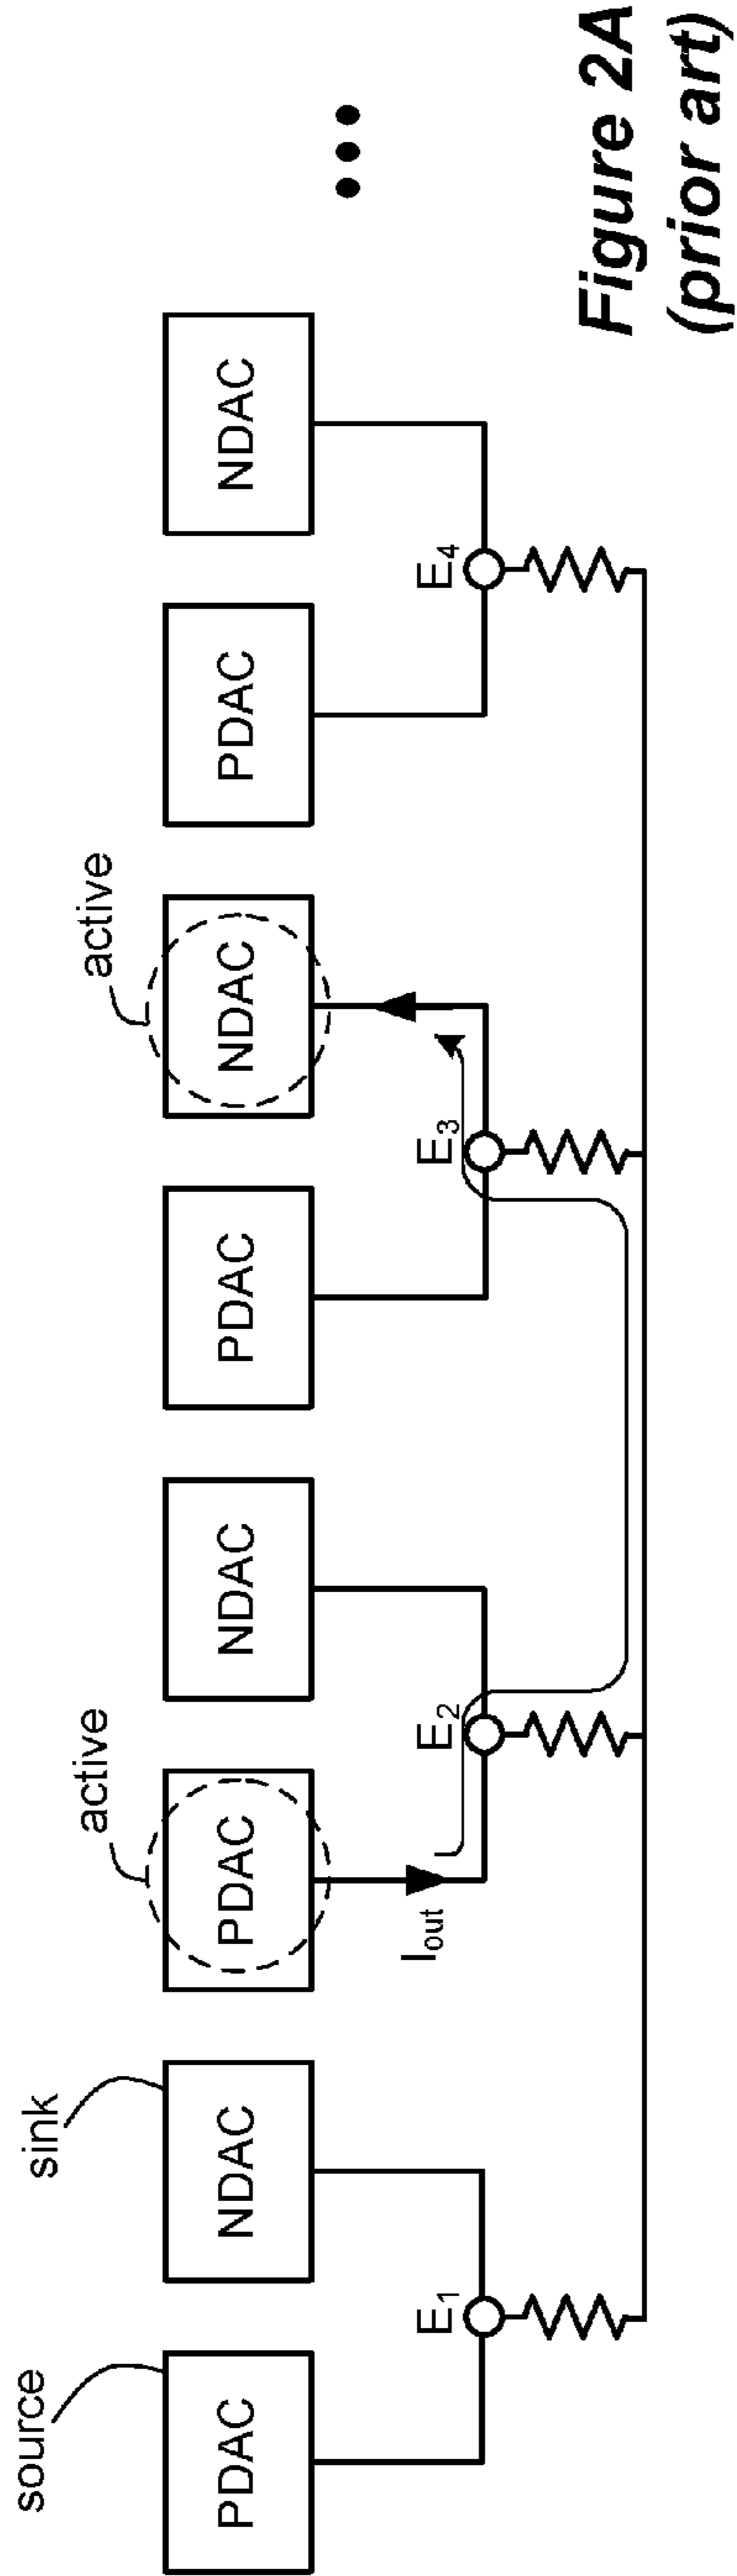 source
sink
active
active
PDAC
NDAC
PDAC
NDAC
PDAC
NDAC
PDAC
NDAC
I_out
E₁
E₂
E₃
E₄
Figure 2A
(prior art)